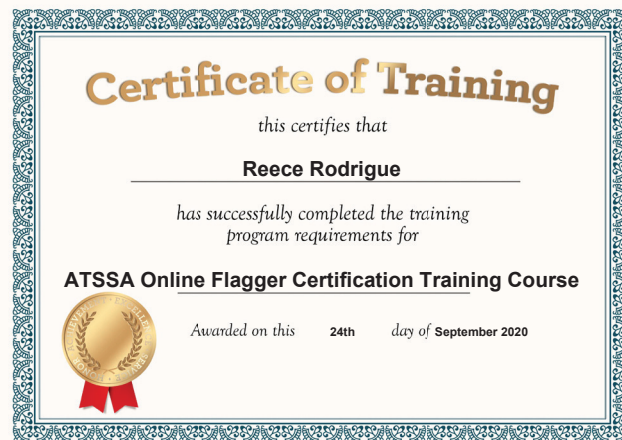 Certificate of Training
this certifies that
Reece Rodrigue
has successfully completed the training
program requirements for
ATSSA Online Flagger Certification Training Course
Awarded on this 24th day of September 2020